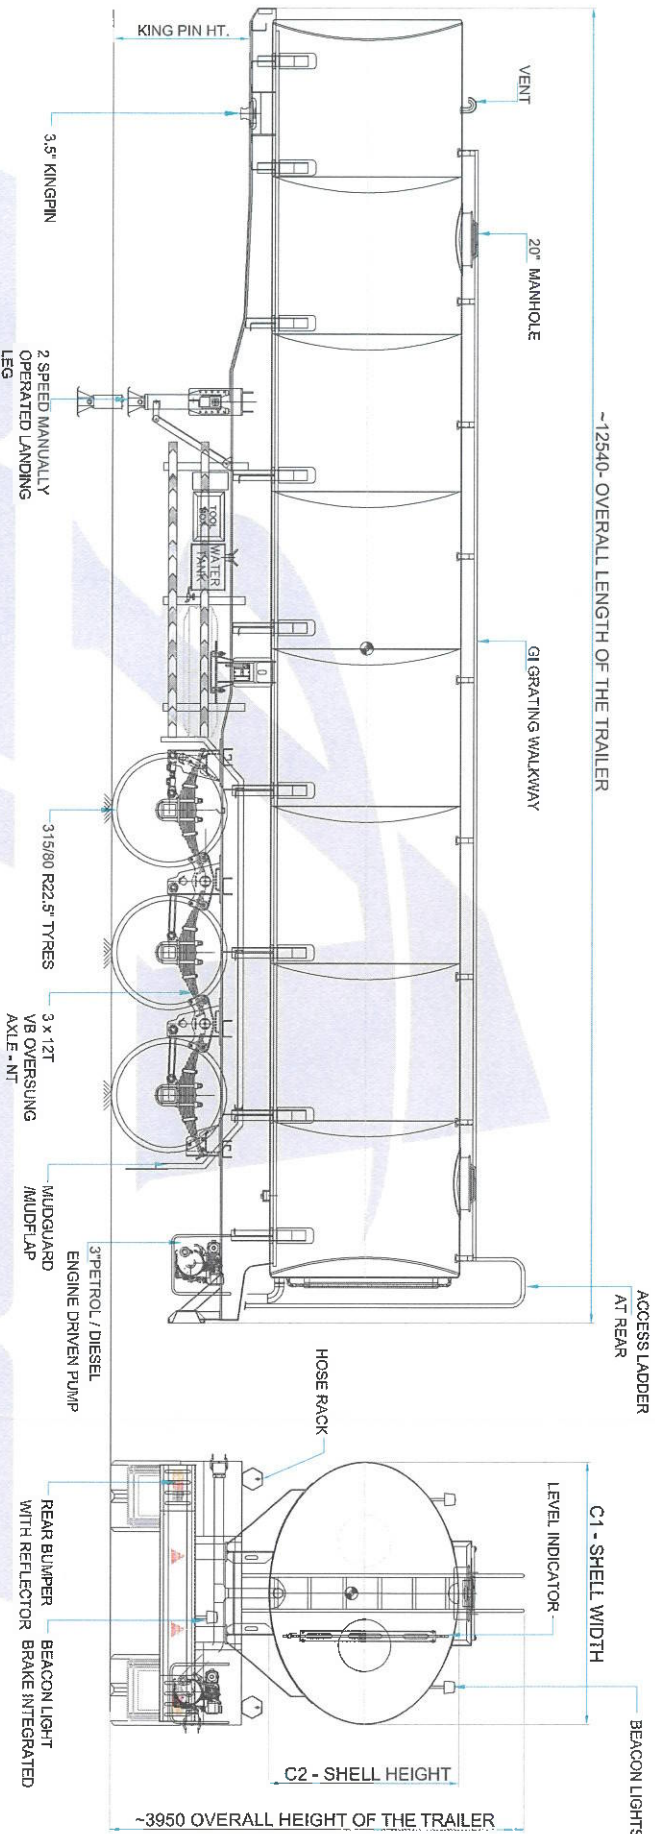 ~12540- OVERALL LENGTH OF THE TRAILER
VENT
20" MANHOLE
GI GRATING WALKWAY
ACCESS LADDER
AT REAR
KING PIN HT.
3.5" KINGPIN
2 SPEED MANUALLY
OPERATED LANDING
LEG
TOOL
BOX
WATER
TANK
315/80 R22.5" TYRES
3 x 12T
VB OVERSUNG
AXLE - NT
MUDGUARD
/MUDFLAP
3"PETROL / DIESEL
ENGINE DRIVEN PUMP
HOSE RACK
LEVEL INDICATOR
C1 - SHELL WIDTH
BEACON LIGHTS
REAR BUMPER
WITH REFLECTOR
BEACON LIGHT
BRAKE INTEGRATED
C2 - SHELL HEIGHT
~3950 OVERALL HEIGHT OF THE TRAILER